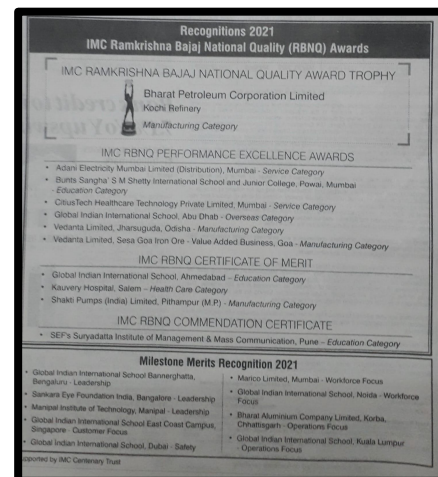 Recognitions 2021
IMC Ramkrishna Bajaj National Quality (RBNQ) Awards
IMC RAMKRISHNA BAJAJ NATIONAL QUALITY AWARD TROPHY
Bharat Petroleum Corporation Limited
Kochi Refinery
Manufacturing Category
IMC RBNQ PERFORMANCE EXCELLENCE AWARDS
• Adani Electricity Mumbai Limited (Distribution), Mumbai - Service Category
• Bunts Sangha' S M Shetty International School and Junior College, Powai, Mumbai
- Education Category
• CitiusTech Healthcare Technology Private Limited, Mumbai - Service Category
• Global Indian International School, Abu Dhab - Overseas Category
• Vedanta Limited, Jharsuguda, Odisha - Manufacturing Category
• Vedanta Limited, Sesa Goa Iron Ore - Value Added Business, Goa - Manufacturing Category
IMC RBNQ CERTIFICATE OF MERIT
• Global Indian International School, Ahmedabad – Education Category
• Kauvery Hospital, Salem – Health Care Category
• Shakti Pumps (India) Limited, Pithampur (M.P.) - Manufacturing Category
IMC RBNQ COMMENDATION CERTIFICATE
• SEF's Suryadatta Institute of Management & Mass Communication, Pune – Education Category
Milestone Merits Recognition 2021
• Global Indian International School Bannerghatta,
Bengaluru - Leadership
• Sankara Eye Foundation India, Bangalore - Leadership
• Manipal Institute of Technology, Manipal - Leadership
• Global Indian International School East Coast Campus,
Singapore - Customer Focus
• Global Indian International School, Dubai - Safety
• Marico Limited, Mumbai - Workforce Focus
• Global Indian International School, Noida - Workforce
Focus
• Bharat Aluminium Company Limited, Korba,
Chhattisgarh - Operations Focus
• Global Indian International School, Kuala Lumpur
- Operations Focus
pported by IMC Centenary Trust